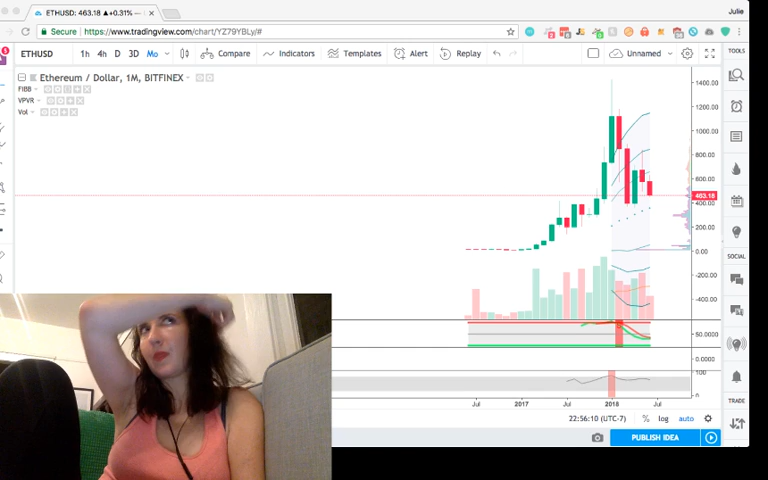 ETHUSD: 463.18 ▲+0.31% —
Julie
Secure https://www.tradingview.com/chart/YZ79YBLy/#
ETHUSD 1h 4h D 3D Mo Compare Indicators Templates Alert Replay Unnamed
TOOLS
Ethereum / Dollar, 1M, BITFINEX
FIBB
VPVR
Vol
1400.00
1200.00
1000.00
800.00
600.00
463.18
400.00
200.00
0.00
-200.00
-400.00
50.0000
0.0000
100
0
Jul 2017 Jul 2018 Jul
22:56:10 (UTC-7) % log auto
PUBLISH IDEA
SOCIAL
TRADE